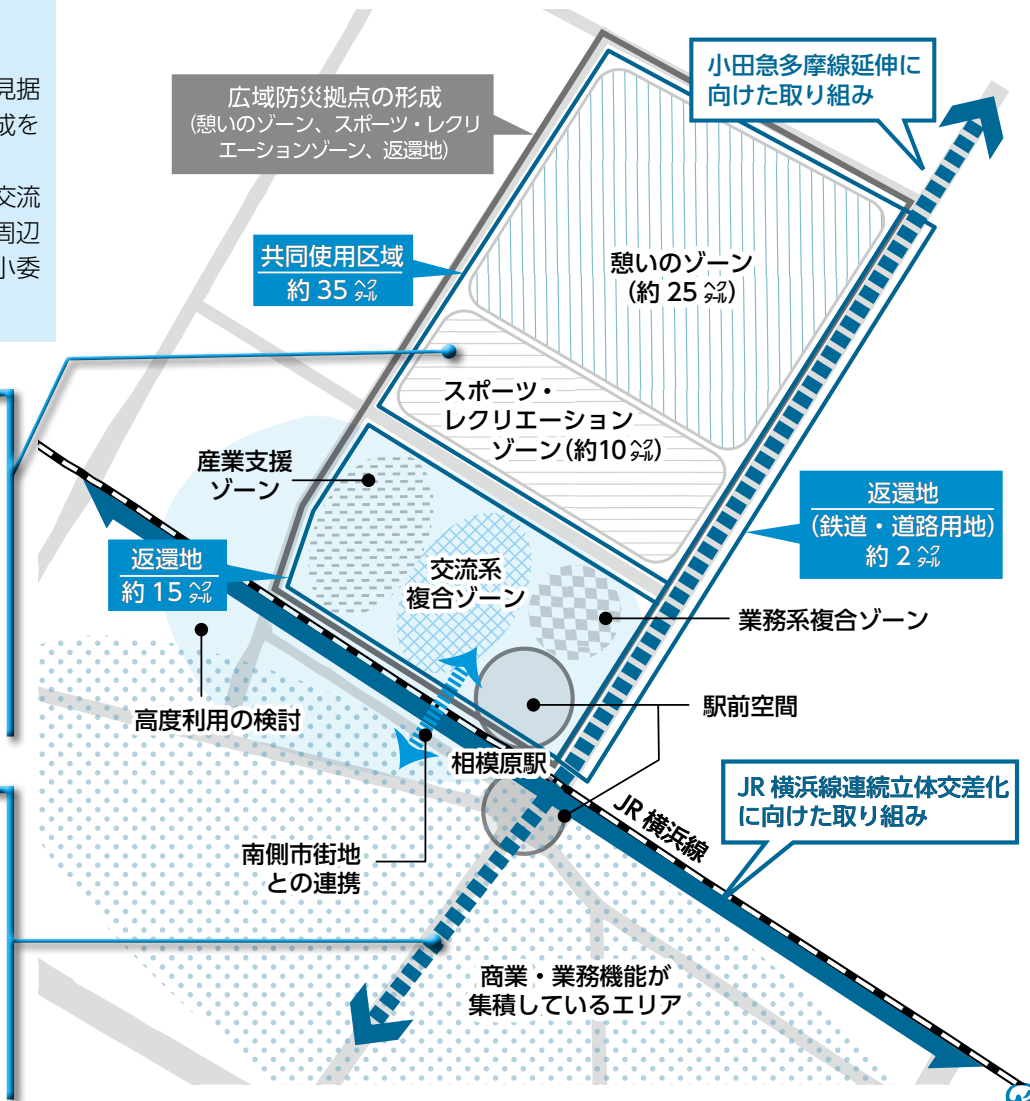 見据
成を
交流
周辺
小委
広域防災拠点の形成
(憩いのゾーン、スポーツ・レクリ
エーションゾーン、返還地)
小田急多摩線延伸に
向けた取り組み
共同使用区域
約 35 ヘクタール
憩いのゾーン
(約 25 ヘクタール)
スポーツ・
レクリエーション
ゾーン(約10 ヘクタール)
産業支援
ゾーン
返還地
(鉄道・道路用地)
約 2 ヘクタール
返還地
約 15 ヘクタール
交流系
複合ゾーン
業務系複合ゾーン
高度利用の検討
駅前空間
相模原駅
JR 横浜線
JR 横浜線連続立体交差化
に向けた取り組み
南側市街地
との連携
商業・業務機能が
集積しているエリア